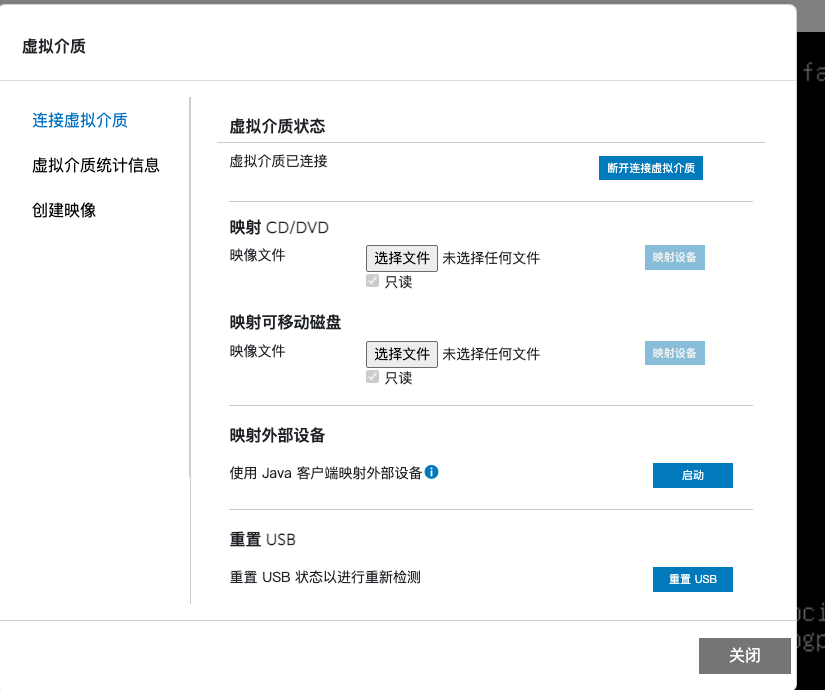 虚拟介质
连接虚拟介质
虚拟介质统计信息
创建映像
虚拟介质状态
虚拟介质已连接
断开连接虚拟介质
映射 CD/DVD
映像文件
选择文件 未选择任何文件
映射设备
只读
映射可移动磁盘
映像文件
选择文件 未选择任何文件
映射设备
只读
映射外部设备
使用 Java 客户端映射外部设备
启动
重置 USB
重置 USB 状态以进行重新检测
重置 USB
关闭